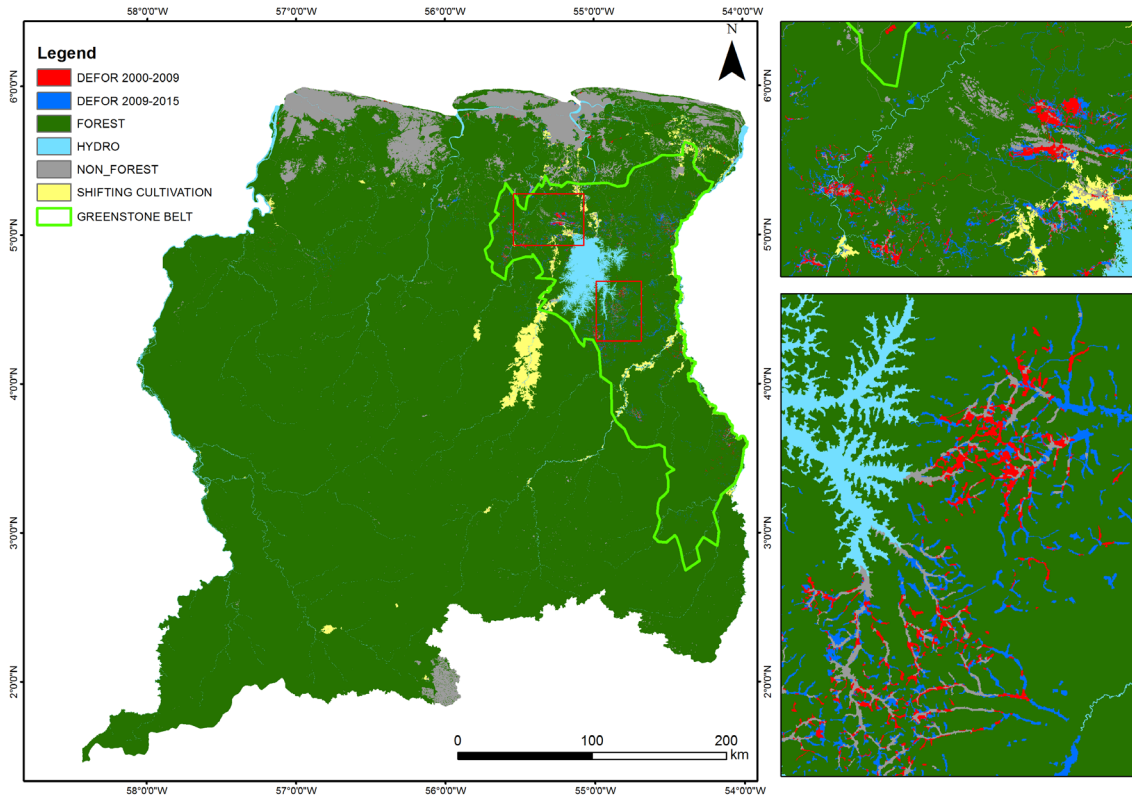 58°0'0"W 57°0'0"W 56°0'0"W 55°0'0"W 54°0'0"W
N
Legend
DEFOR 2000-2009
DEFOR 2009-2015
FOREST
HYDRO
NON_FOREST
SHIFTING CULTIVATION
GREENSTONE BELT
6°0'0"N 6°0'0"N
5°0'0"N 5°0'0"N
4°0'0"N 4°0'0"N
3°0'0"N 3°0'0"N
2°0'0"N 2°0'0"N
0 100 200
km
58°0'0"W 57°0'0"W 56°0'0"W 55°0'0"W 54°0'0"W